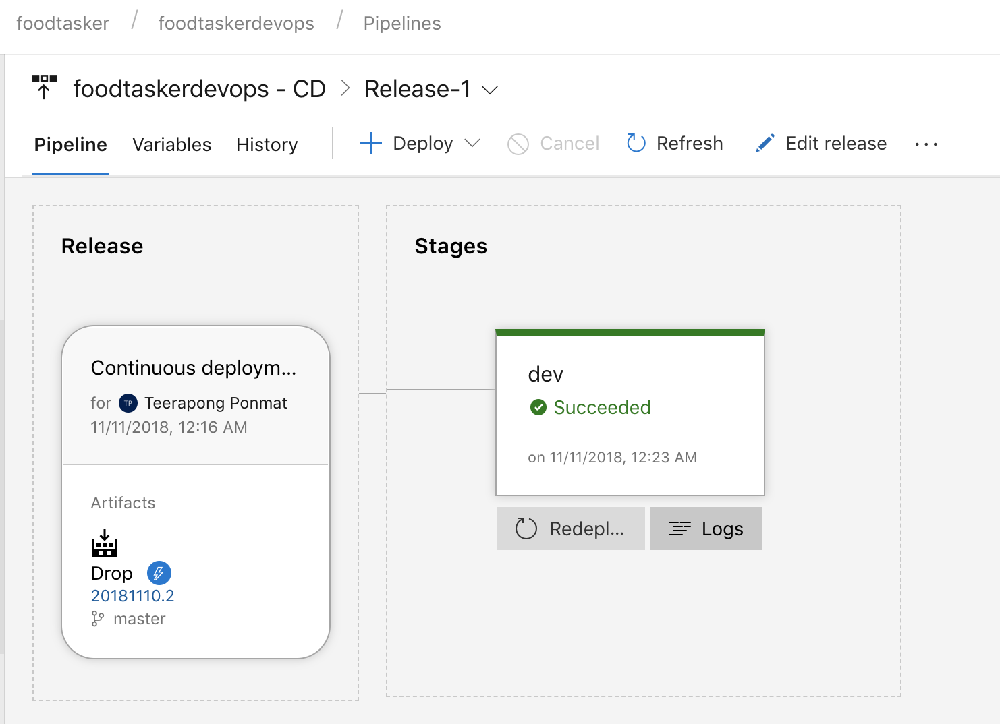 foodtasker / foodtaskerdevops / Pipelines
foodtaskerdevops - CD > Release-1
Pipeline Variables History Deploy Cancel Refresh Edit release ...
Release
Stages
Continuous deploym...
for TP Teerapong Ponmat
11/11/2018, 12:16 AM
dev
Succeeded
on 11/11/2018, 12:23 AM
Redepl... Logs
Artifacts
Drop
20181110.2
master